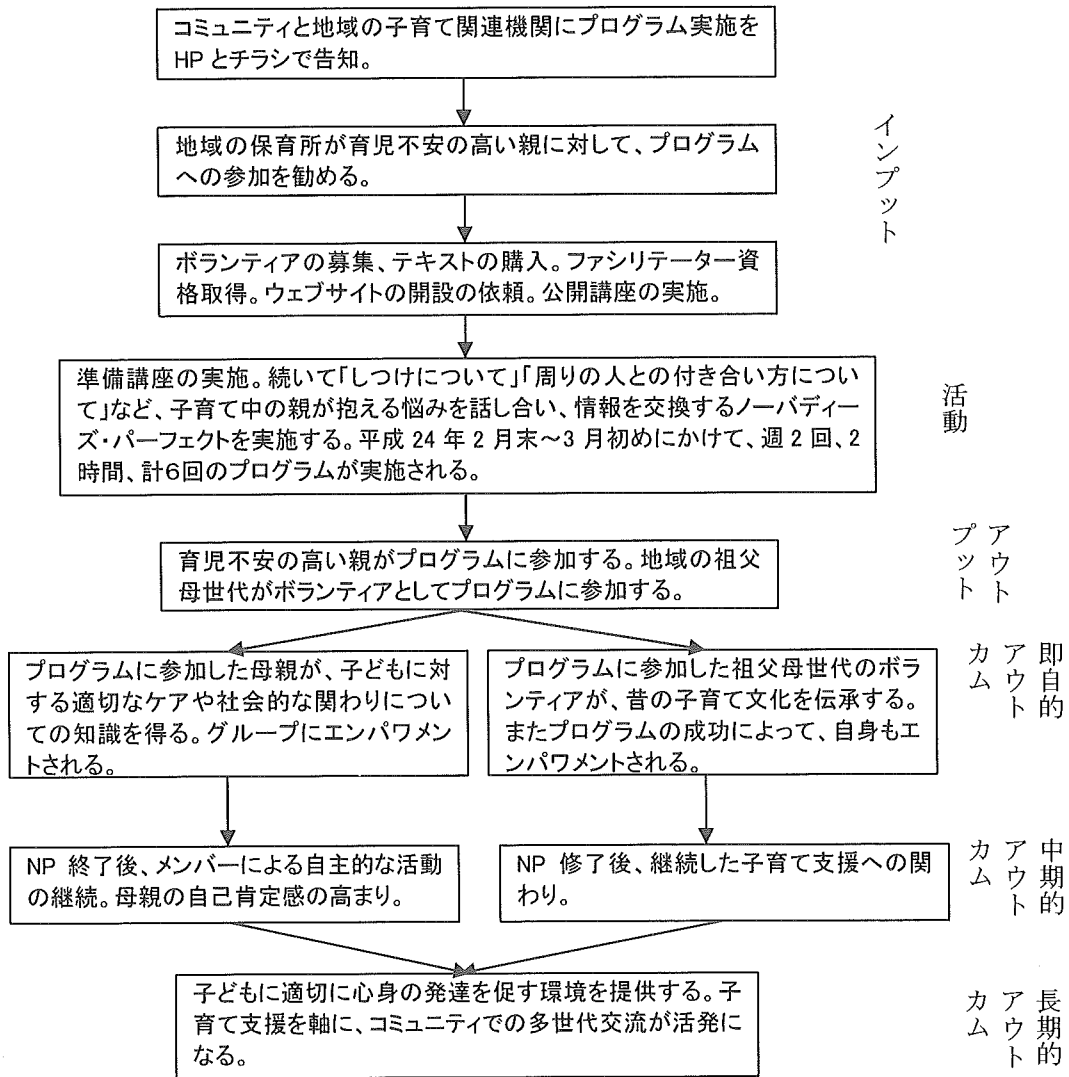 コミュニティと地域の子育て関連機関にプログラム実施を
HPとチラシで告知。
地域の保育所が育児不安の高い親に対して、プログラム
への参加を勧める。
インプット
ボランティアの募集、テキストの購入。ファシリテーター資
格取得。ウェブサイトの開設の依頼。公開講座の実施。
準備講座の実施。続いて「しつけについて」「周りの人との付き合い方につい
て」など、子育て中の親が抱える悩みを話し合い、情報を交換するノーバディー
ズ・パーフェクトを実施する。平成24年2月末～3月初めにかけて、週2回、2
時間、計6回のプログラムが実施される。
活動
育児不安の高い親がプログラムに参加する。地域の祖父
母世代がボランティアとしてプログラムに参加する。
アウト
プット
プログラムに参加した母親が、子どもに対
する適切なケアや社会的な関わりについ
ての知識を得る。グループにエンパワメン
トされる。
プログラムに参加した祖父母世代のボラ
ンティアが、昔の子育て文化を伝承する。
またプログラムの成功によって、自身もエ
ンパワメントされる。
即自的
アウト
カム
NP 終了後、メンバーによる自主的な活動
の継続。母親の自己肯定感の高まり。
NP 修了後、継続した子育て支援への関
わり。
中期的
アウト
カム
子どもに適切に心身の発達を促す環境を提供する。子
育て支援を軸に、コミュニティでの多世代交流が活発に
なる。
長期的
アウト
カム